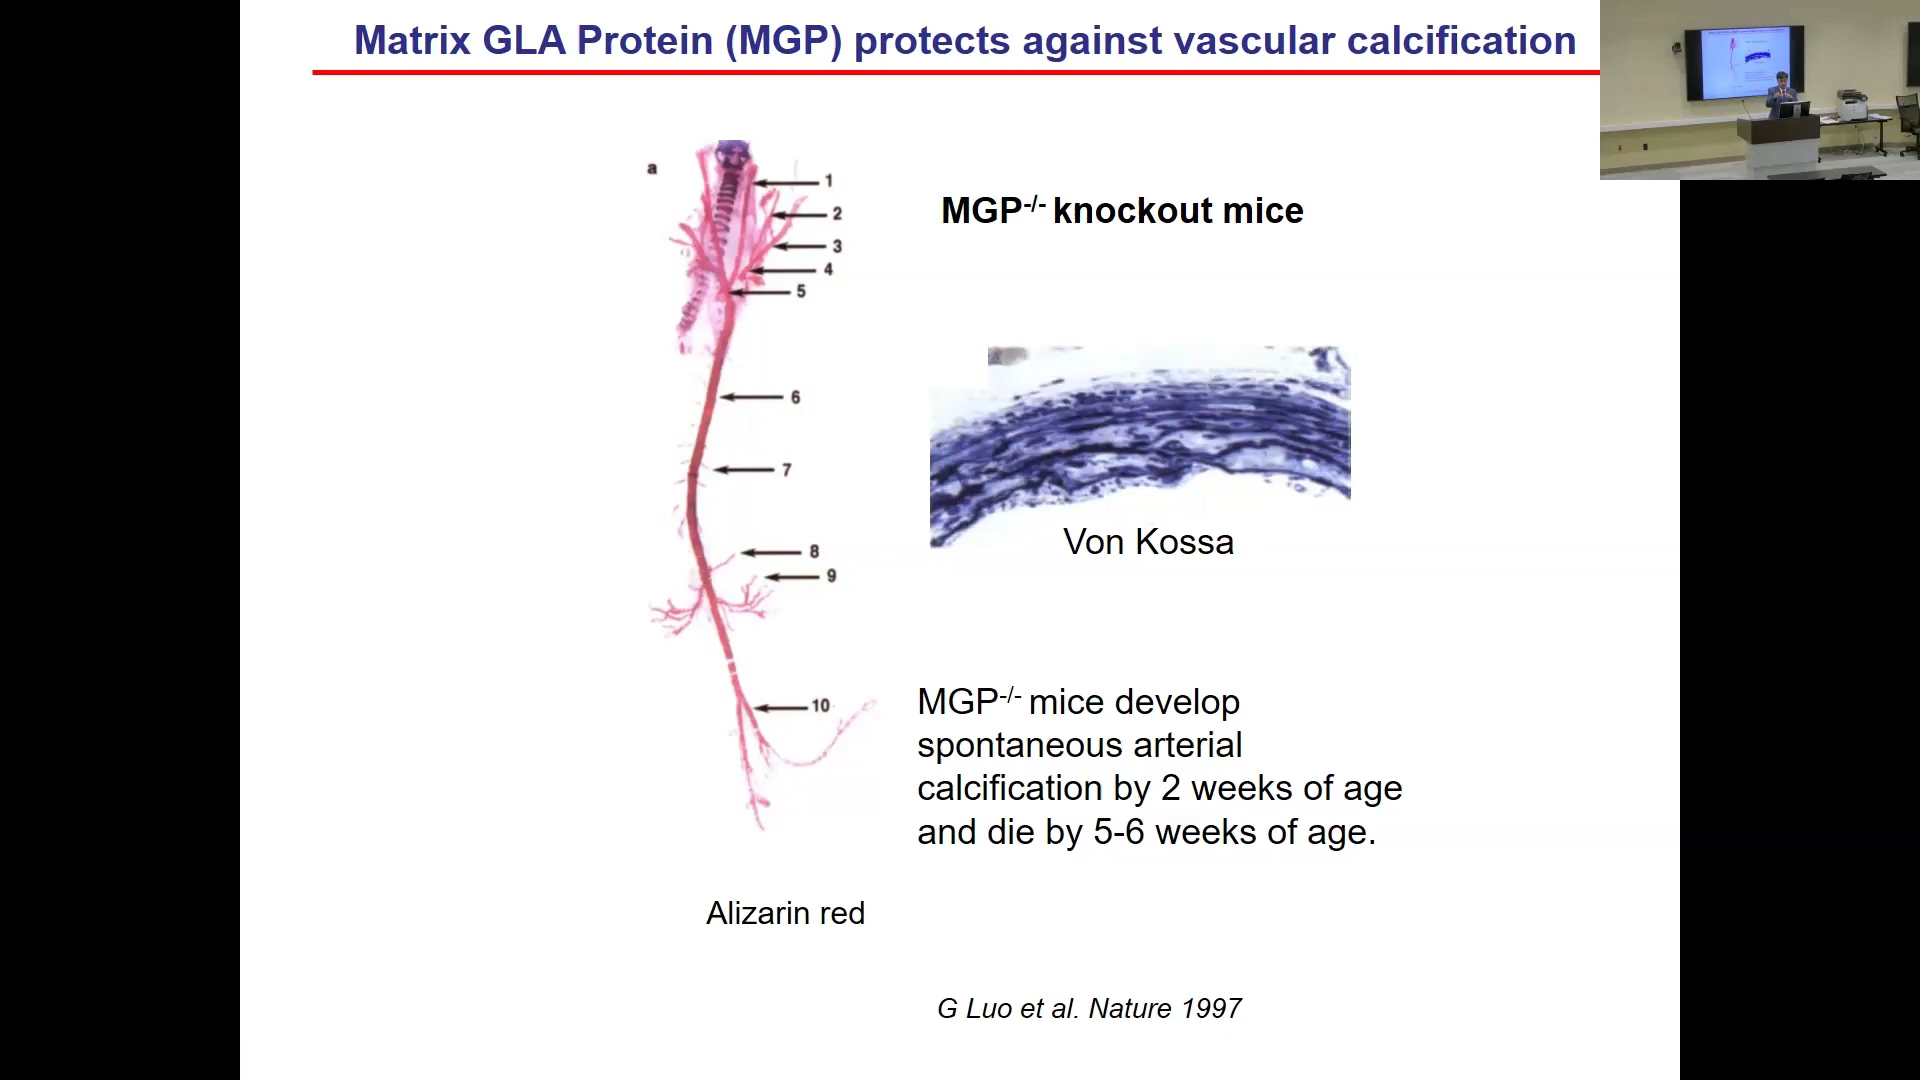 Matrix GLA Protein (MGP) protects against vascular calcification
a
1
2
3
4
5
6
7
8
9
10
MGP-/- knockout mice
Von Kossa
MGP-/- mice develop
spontaneous arterial
calcification by 2 weeks of age
and die by 5-6 weeks of age.
Alizarin red
G Luo et al. Nature 1997